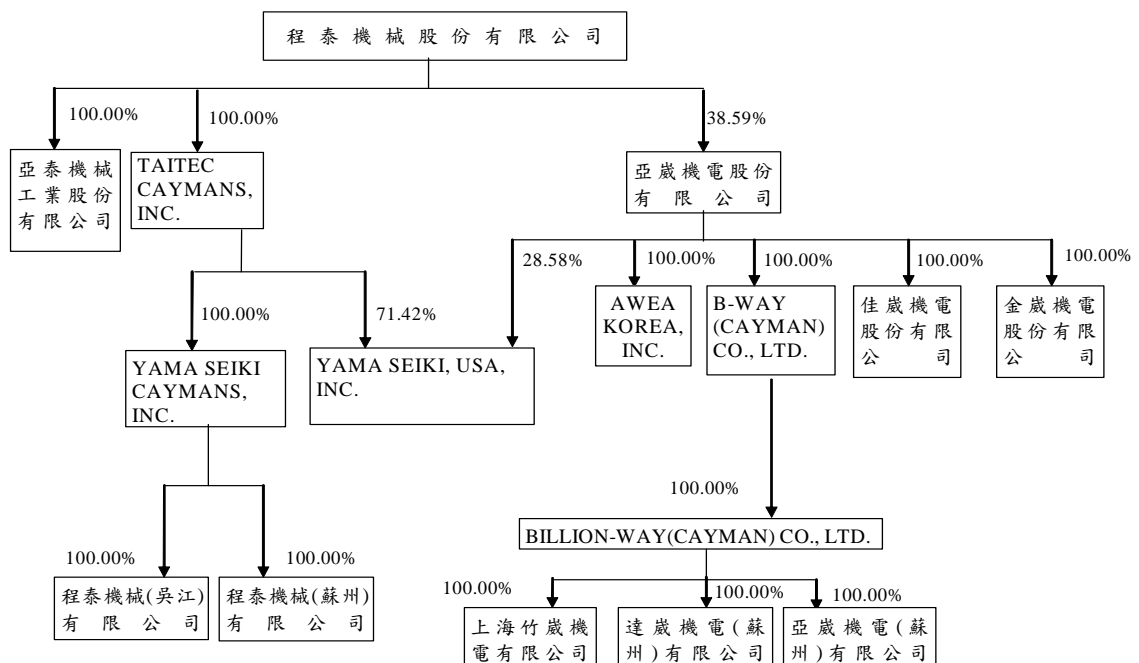 程泰機械股份有限公司
100.00%
100.00%
38.59%
亞泰機械
工業股份
有限公司
TAITEC
CAYMANS,
INC.
亞崴機電股份
有限公司
100.00%
71.42%
28.58%
100.00%
100.00%
100.00%
100.00%
YAMA SEIKI
CAYMANS,
INC.
YAMA SEIKI, USA,
INC.
AWEA
KOREA,
INC.
B-WAY
(CAYMAN)
CO., LTD.
佳崴機電
股份有限
公司
金崴機電
股份有限
公司
100.00%
BILLION-WAY(CAYMAN) CO., LTD.
100.00%
100.00%
程泰機械(吳江)
有限公司
程泰機械(蘇州)
有限公司
100.00%
100.00%
100.00%
上海竹崴機
電有限公司
達崴機電(蘇
州)有限公司
亞崴機電(蘇
州)有限公司